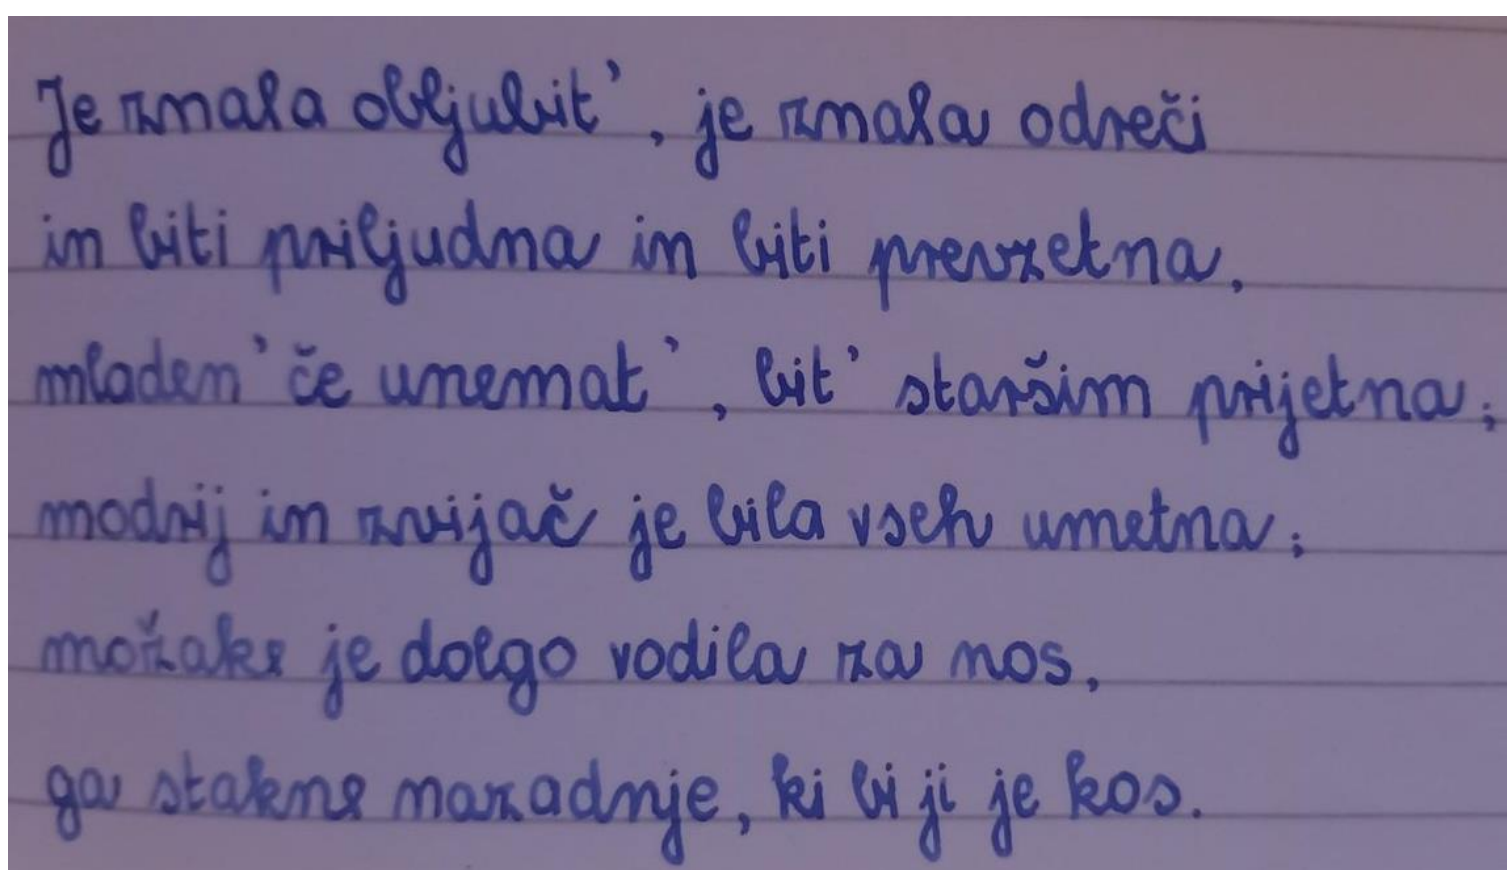 Je znala obljubit', je znala odreči
in biti priljudna in biti prevzetna,
mladen'če unemat', bit' staršim prijetna;
modrij in zvijač je bila vseh umetna;
možake je dolgo vodila za nos,
ga stakne nazadnje, ki bi ji je kos.